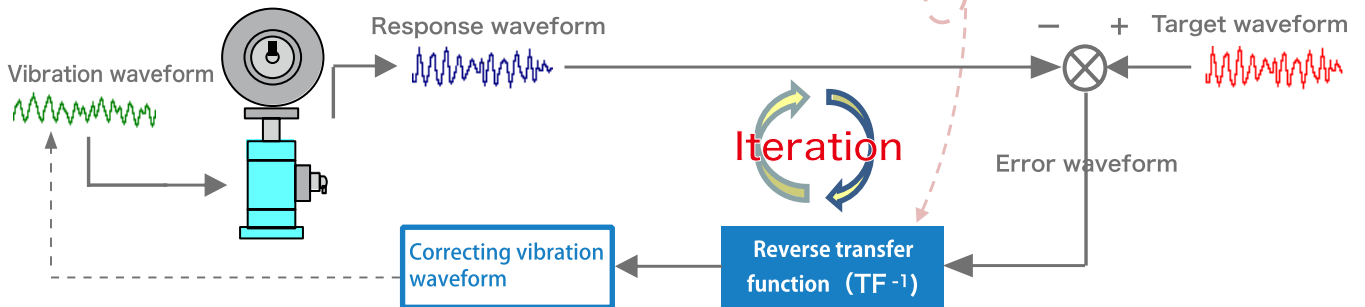 Response waveform
− +
Target waveform
Vibration waveform
Iteration
Error waveform
Correcting vibration
waveform
Reverse transfer
function (TF⁻¹)